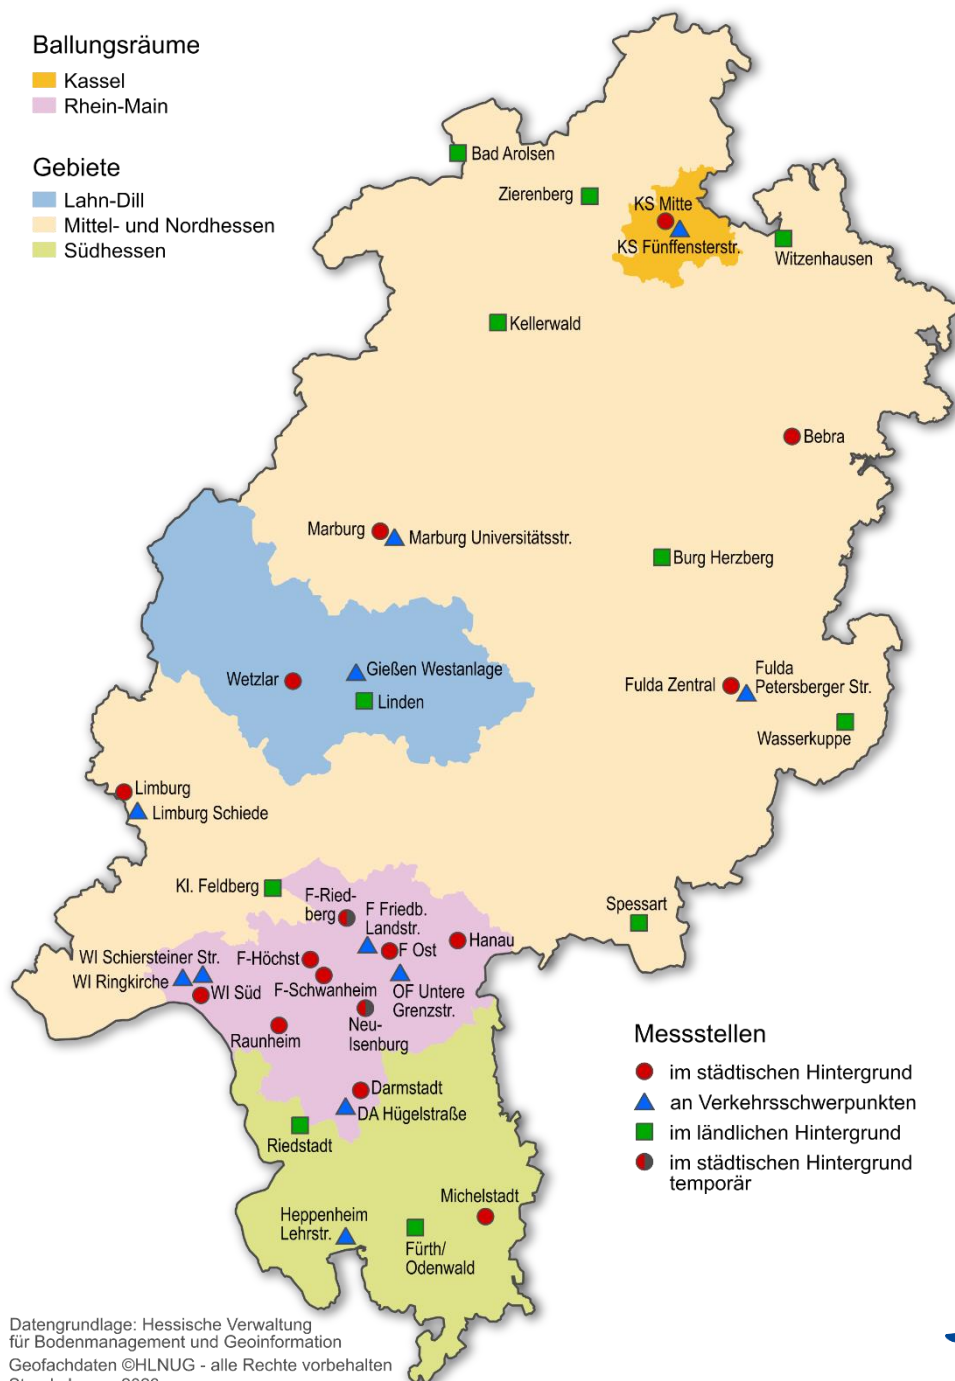 Ballungsräume
Kassel
Rhein-Main
Gebiete
Lahn-Dill
Mittel- und Nordhessen
Südhessen
Bad Arolsen
Zierenberg
KS Mitte
KS Fünffensterstr.
Witzenhausen
Kellerwald
Bebra
Marburg
Marburg Universitätsstr.
Burg Herzberg
Wetzlar
Gießen Westanlage
Linden
Fulda Zentral
Fulda
Petersberger Str.
Wasserkuppe
Limburg
Limburg Schiede
Kl. Feldberg
F-Ried-
berg
F Friedb.
Landstr.
Hanau
Spessart
F Ost
F-Höchst
F-Schwanheim
WI Schiersteiner Str.
WI Ringkirche
WI Süd
OF Untere
Grenzstr.
Raunheim
Neu-
Isenburg
Darmstadt
DA Hügelstraße
Riedstadt
Michelstadt
Heppenheim
Lehrstr.
Fürth/
Odenwald
Messstellen
im städtischen Hintergrund
an Verkehrsschwerpunkten
im ländlichen Hintergrund
im städtischen Hintergrund
temporär
Datengrundlage: Hessische Verwaltung
für Bodenmanagement und Geoinformation
Geofachdaten ©HLNUG - alle Rechte vorbehalten